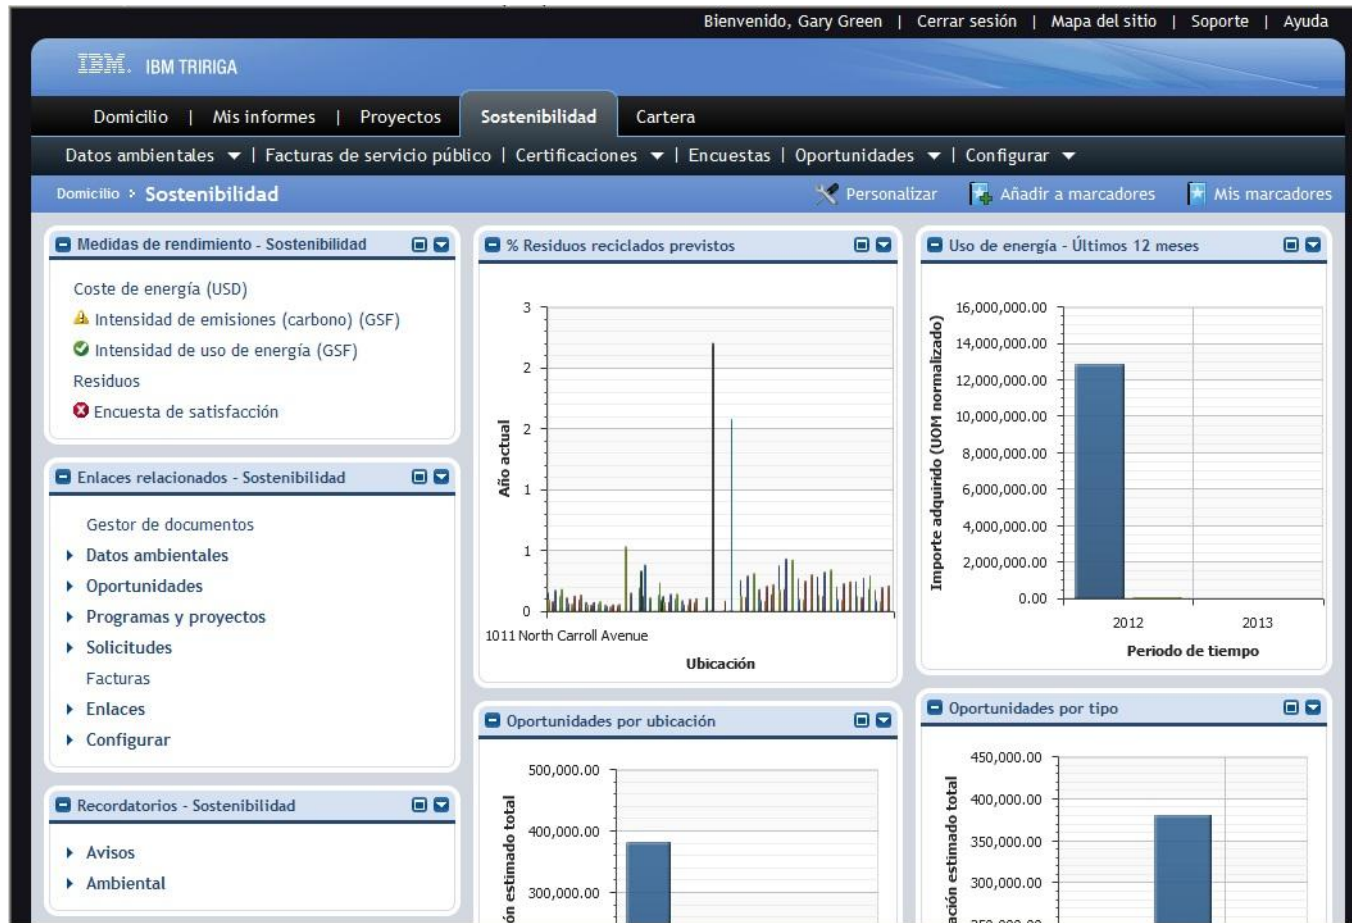 Bienvenido, Gary Green | Cerrar sesión | Mapa del sitio | Soporte | Ayuda
IBM. IBM TRIRIGA
Domicilio | Mis informes | Proyectos Sostenibilidad Cartera
Datos ambientales | Facturas de servicio público | Certificaciones | Encuestas | Oportunidades | Configurar
Domicilio Sostenibilidad
Personalizar Añadir a marcadores Mis marcadores
Medidas de rendimiento - Sostenibilidad
Coste de energía (USD)
Intensidad de emisiones (carbono) (GSF)
Intensidad de uso de energía (GSF)
Residuos
Encuesta de satisfacción
Enlaces relacionados - Sostenibilidad
Gestor de documentos
Datos ambientales
Oportunidades
Programas y proyectos
Solicitudes
Facturas
Enlaces
Configurar
Recordatorios - Sostenibilidad
Avisos
Ambiental
% Residuos reciclados previstos
Año actual
3
2
2
1
1
0
1011 North Carroll Avenue
Ubicación
Oportunidades por ubicación
500,000.00
400,000.00
300,000.00
ón estimado total
Uso de energía - Últimos 12 meses
Importe adquirido (UOM normalizado)
16,000,000.00
14,000,000.00
12,000,000.00
10,000,000.00
8,000,000.00
6,000,000.00
4,000,000.00
2,000,000.00
0.00
2012 2013
Periodo de tiempo
Oportunidades por tipo
450,000.00
400,000.00
350,000.00
300,000.00
ación estimado total